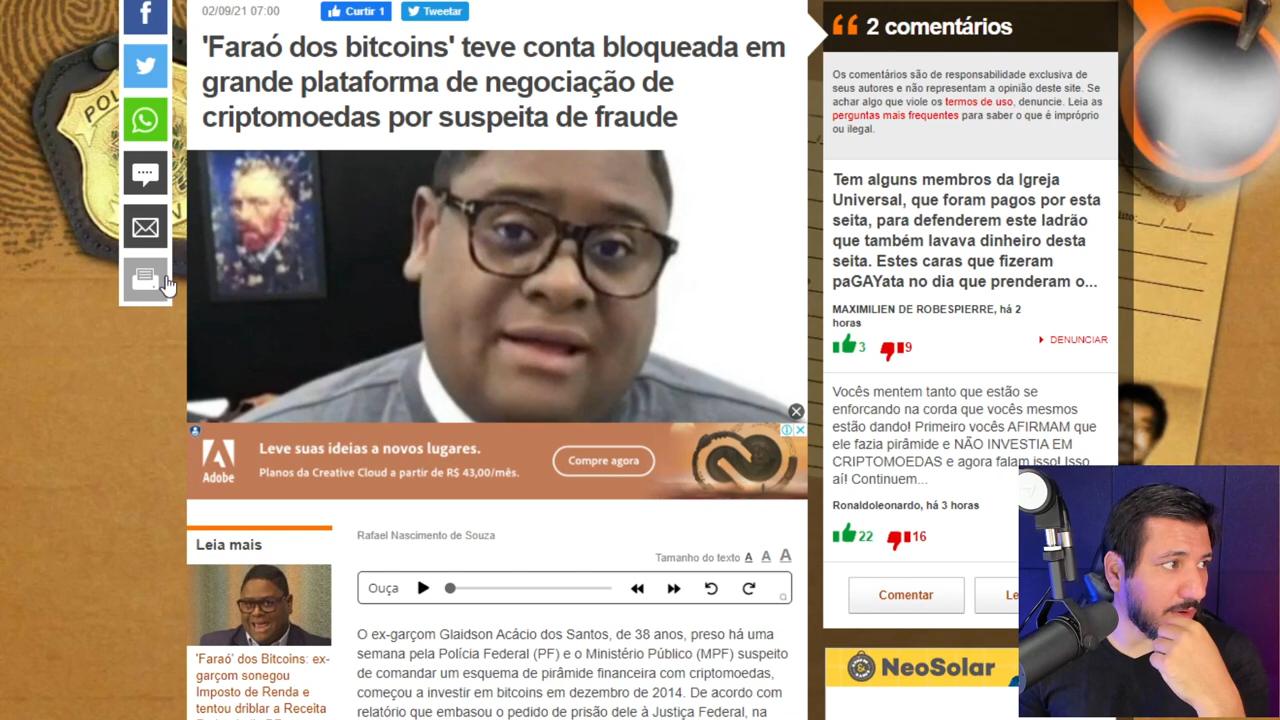 02/09/21 07:00
Curtir 1
Tweetar
'Faraó dos bitcoins' teve conta bloqueada em
grande plataforma de negociação de
criptomoedas por suspeita de fraude
Adobe
Leve suas ideias a novos lugares.
Planos da Creative Cloud a partir de R$ 43,00/mês.
Compre agora
Leia mais
'Faraó' dos Bitcoins: ex-
garçom sonegou
Imposto de Renda e
tentou driblar a Receita
Rafael Nascimento de Souza
Tamanho do texto A A A
Ouça
O ex-garçom Glaidson Acácio dos Santos, de 38 anos, preso há uma
semana pela Polícia Federal (PF) e o Ministério Público (MPF) suspeito
de comandar um esquema de pirâmide financeira com criptomoedas,
começou a investir em bitcoins em dezembro de 2014. De acordo com
relatório que embasou o pedido de prisão dele à Justiça Federal, na
2 comentários
Os comentários são de responsabilidade exclusiva de
seus autores e não representam a opinião deste site. Se
achar algo que viole os termos de uso, denuncie. Leia as
perguntas mais frequentes para saber o que é impróprio
ou ilegal.
Tem alguns membros da Igreja
Universal, que foram pagos por esta
seita, para defenderem este ladrão
que também lavava dinheiro desta
seita. Estes caras que fizeram
paGAYata no dia que prenderam o...
MAXIMILIEN DE ROBESPIERRE, há 2
horas
3
9
DENUNCIAR
Vocês mentem tanto que estão se
enforcando na corda que vocês mesmos
estão dando! Primeiro vocês AFIRMAM que
ele fazia pirâmide e NÃO INVESTIA EM
CRIPTOMOEDAS e agora falam isso! Isso
aí! Continuem...
Ronaldoleonardo, há 3 horas
22
16
Comentar
Le
NeoSolar